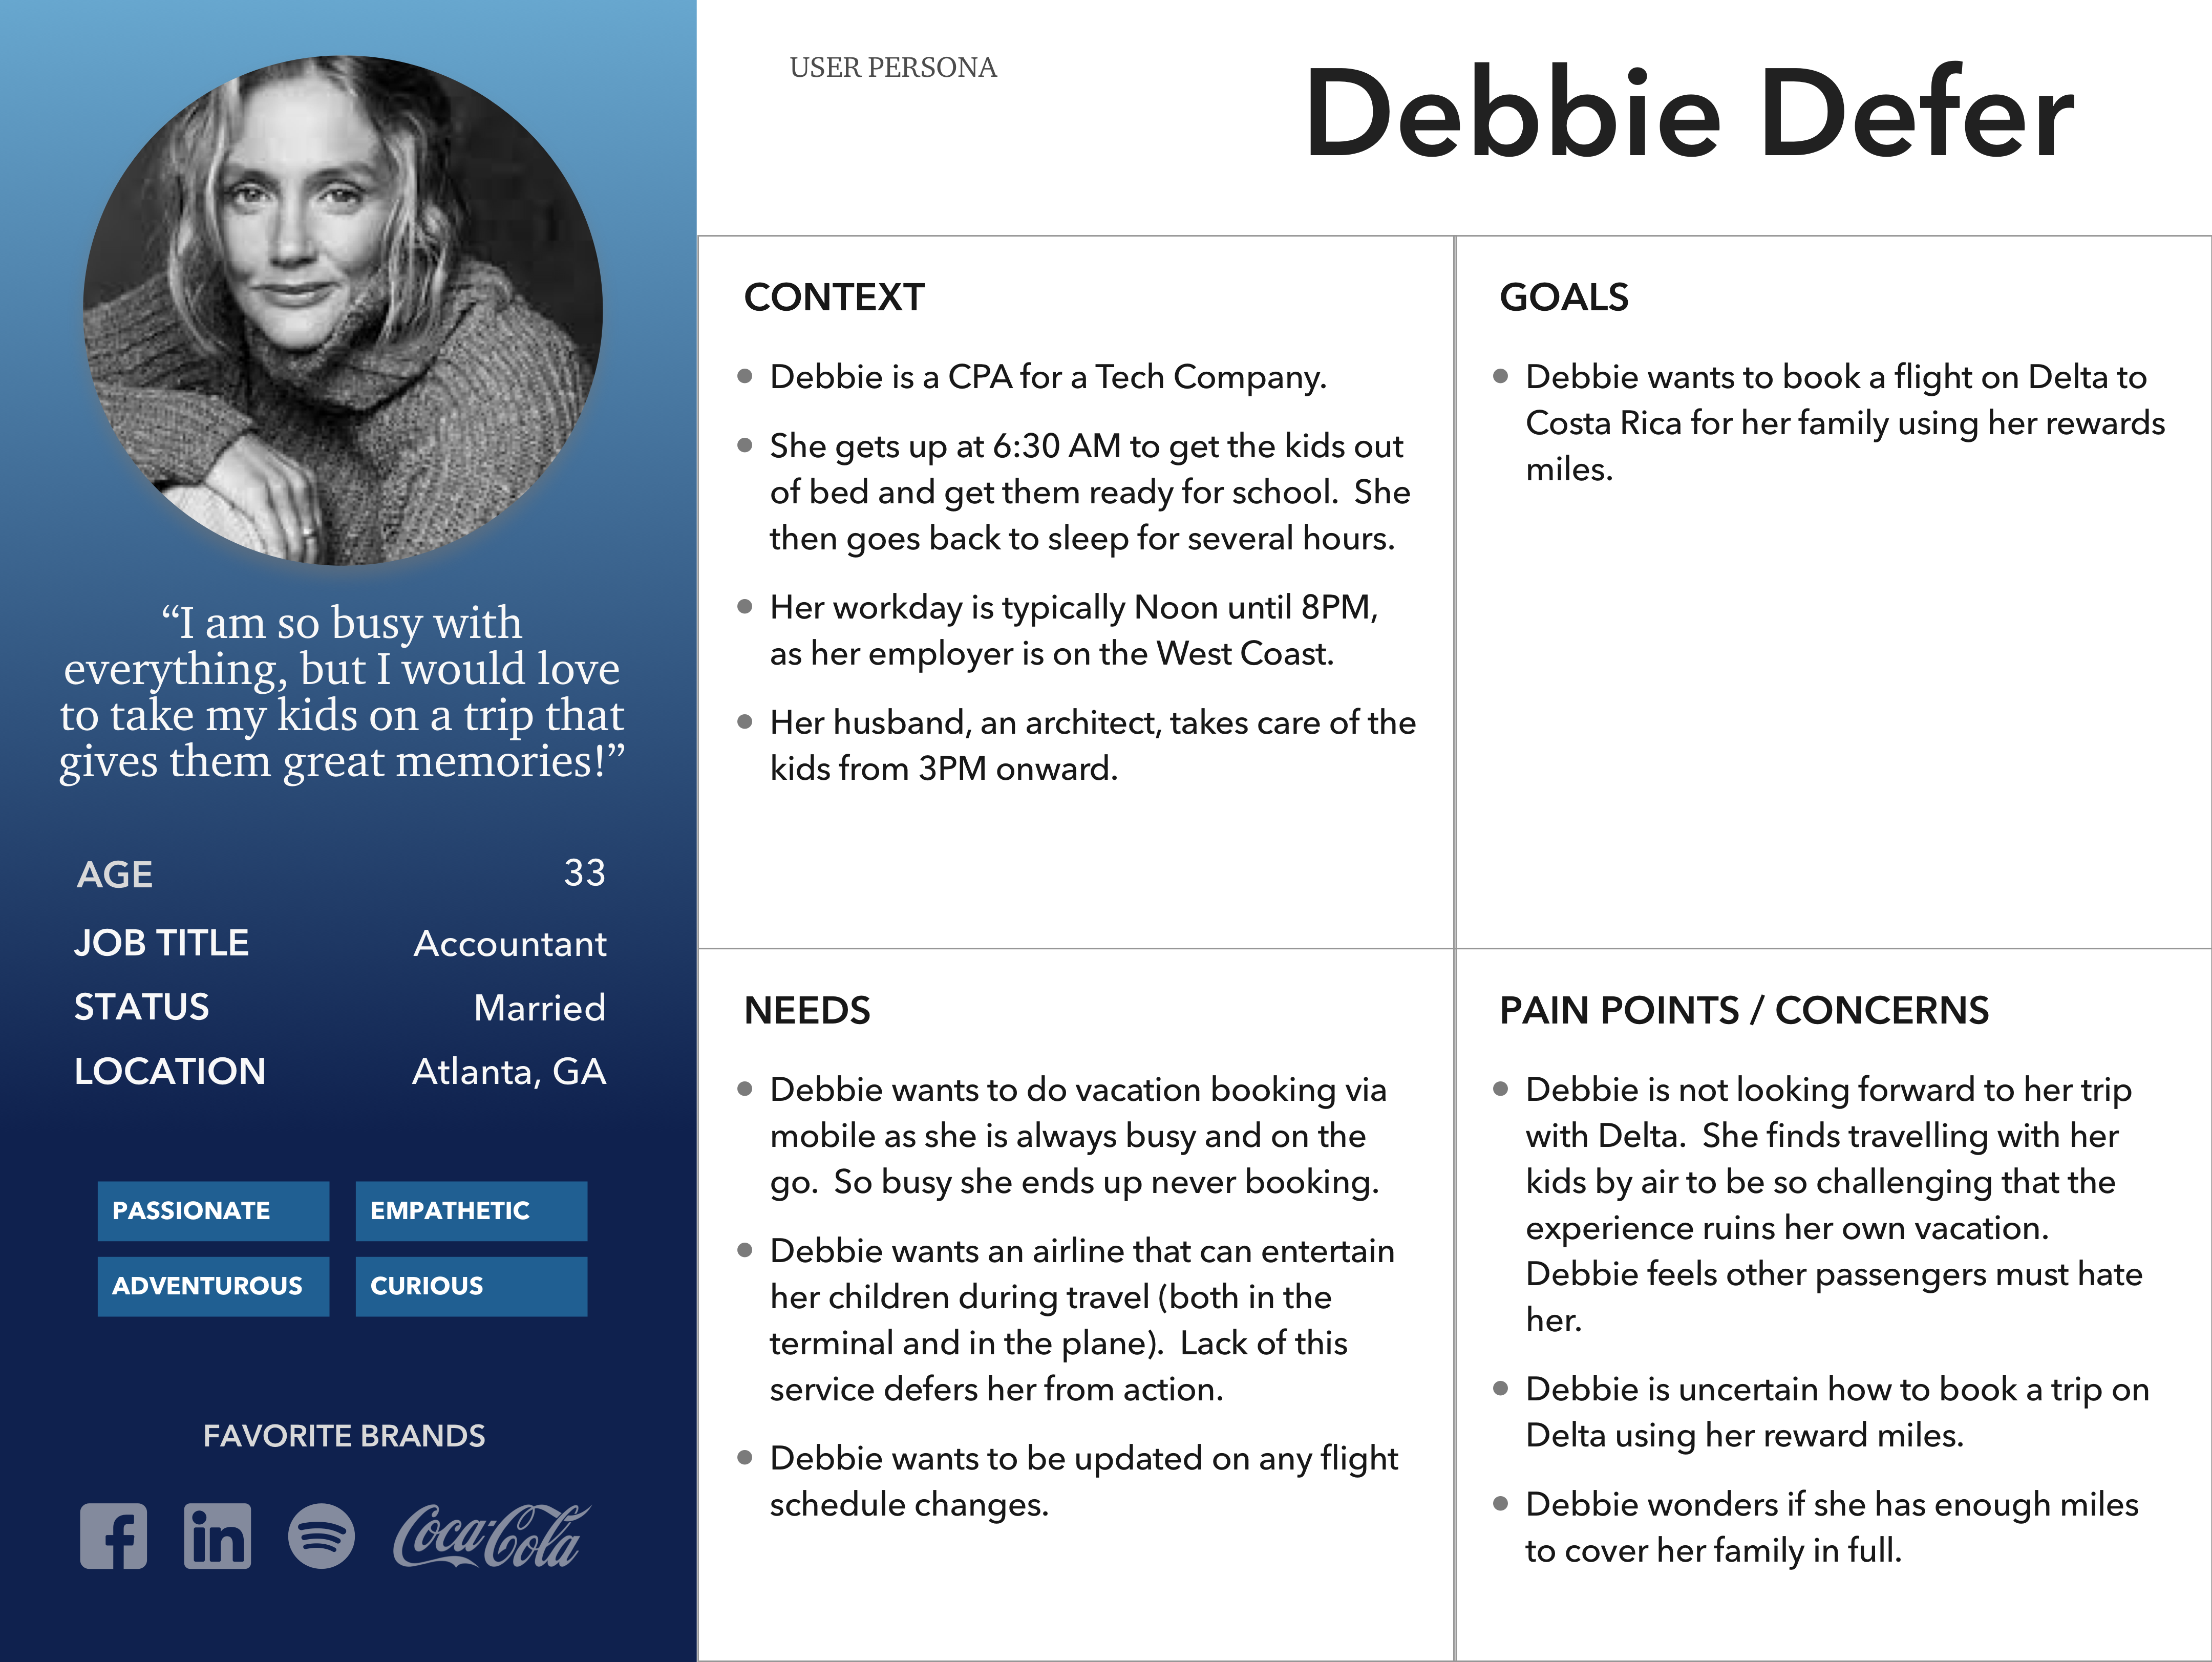 USER PERSONA
Debbie Defer
“I am so busy with
everything, but I would love
to take my kids on a trip that
gives them great memories!”
AGE 33
JOB TITLE Accountant
STATUS Married
LOCATION Atlanta, GA
PASSIONATE EMPATHETIC
ADVENTUROUS CURIOUS
FAVORITE BRANDS
f in Coca-Cola
CONTEXT
Debbie is a CPA for a Tech Company.
She gets up at 6:30 AM to get the kids out
of bed and get them ready for school. She
then goes back to sleep for several hours.
Her workday is typically Noon until 8PM,
as her employer is on the West Coast.
Her husband, an architect, takes care of the
kids from 3PM onward.
GOALS
Debbie wants to book a flight on Delta to
Costa Rica for her family using her rewards
miles.
NEEDS
Debbie wants to do vacation booking via
mobile as she is always busy and on the
go. So busy she ends up never booking.
Debbie wants an airline that can entertain
her children during travel (both in the
terminal and in the plane). Lack of this
service defers her from action.
Debbie wants to be updated on any flight
schedule changes.
PAIN POINTS / CONCERNS
Debbie is not looking forward to her trip
with Delta. She finds travelling with her
kids by air to be so challenging that the
experience ruins her own vacation.
Debbie feels other passengers must hate
her.
Debbie is uncertain how to book a trip on
Delta using her reward miles.
Debbie wonders if she has enough miles
to cover her family in full.